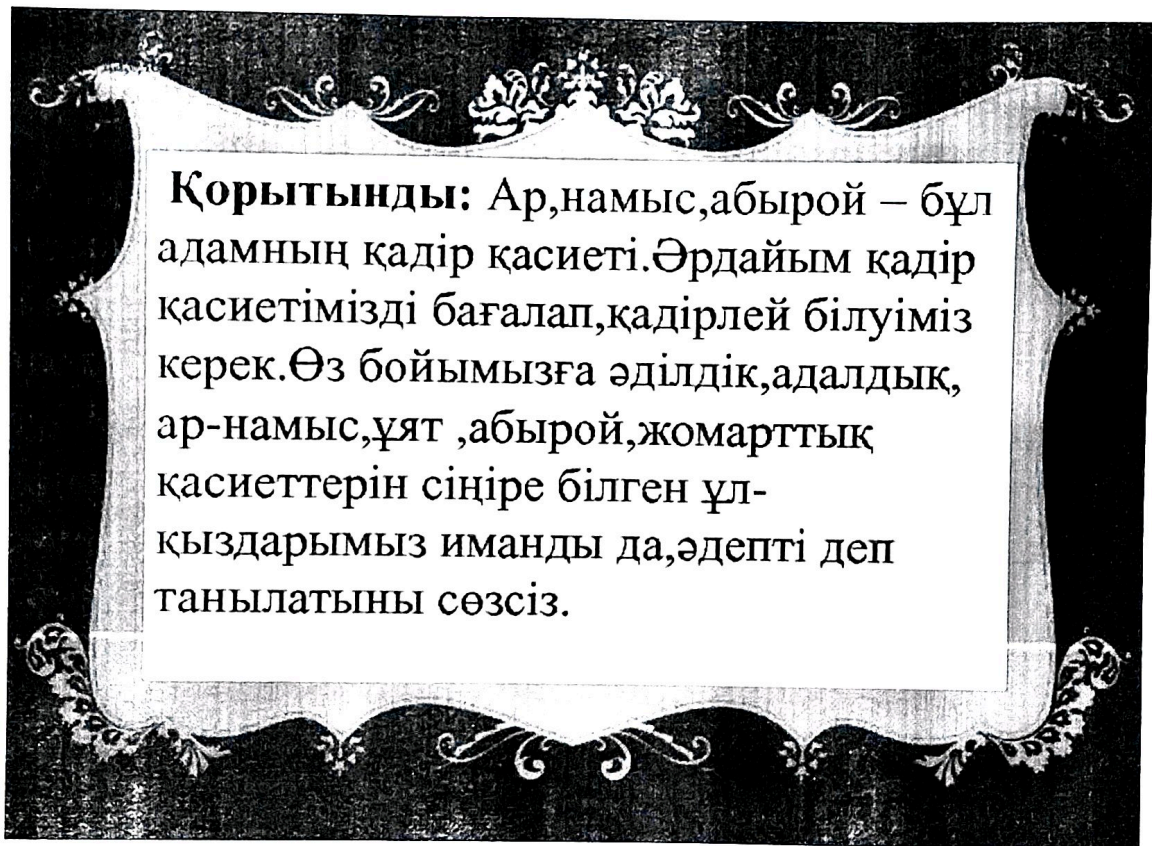 Қорытынды: Ар,намыс,абырой – бұл
адамның қадір қасиеті.Әрдайым қадір
қасиетімізді бағалап,қадірлей білуіміз
керек.Өз бойымызға әділдік,адалдық,
ар-намыс,ұят ,абырой,жомарттық
қасиеттерін сіңіре білген ұл-
қыздарымыз иманды да,әдепті деп
танылатыны сөзсіз.